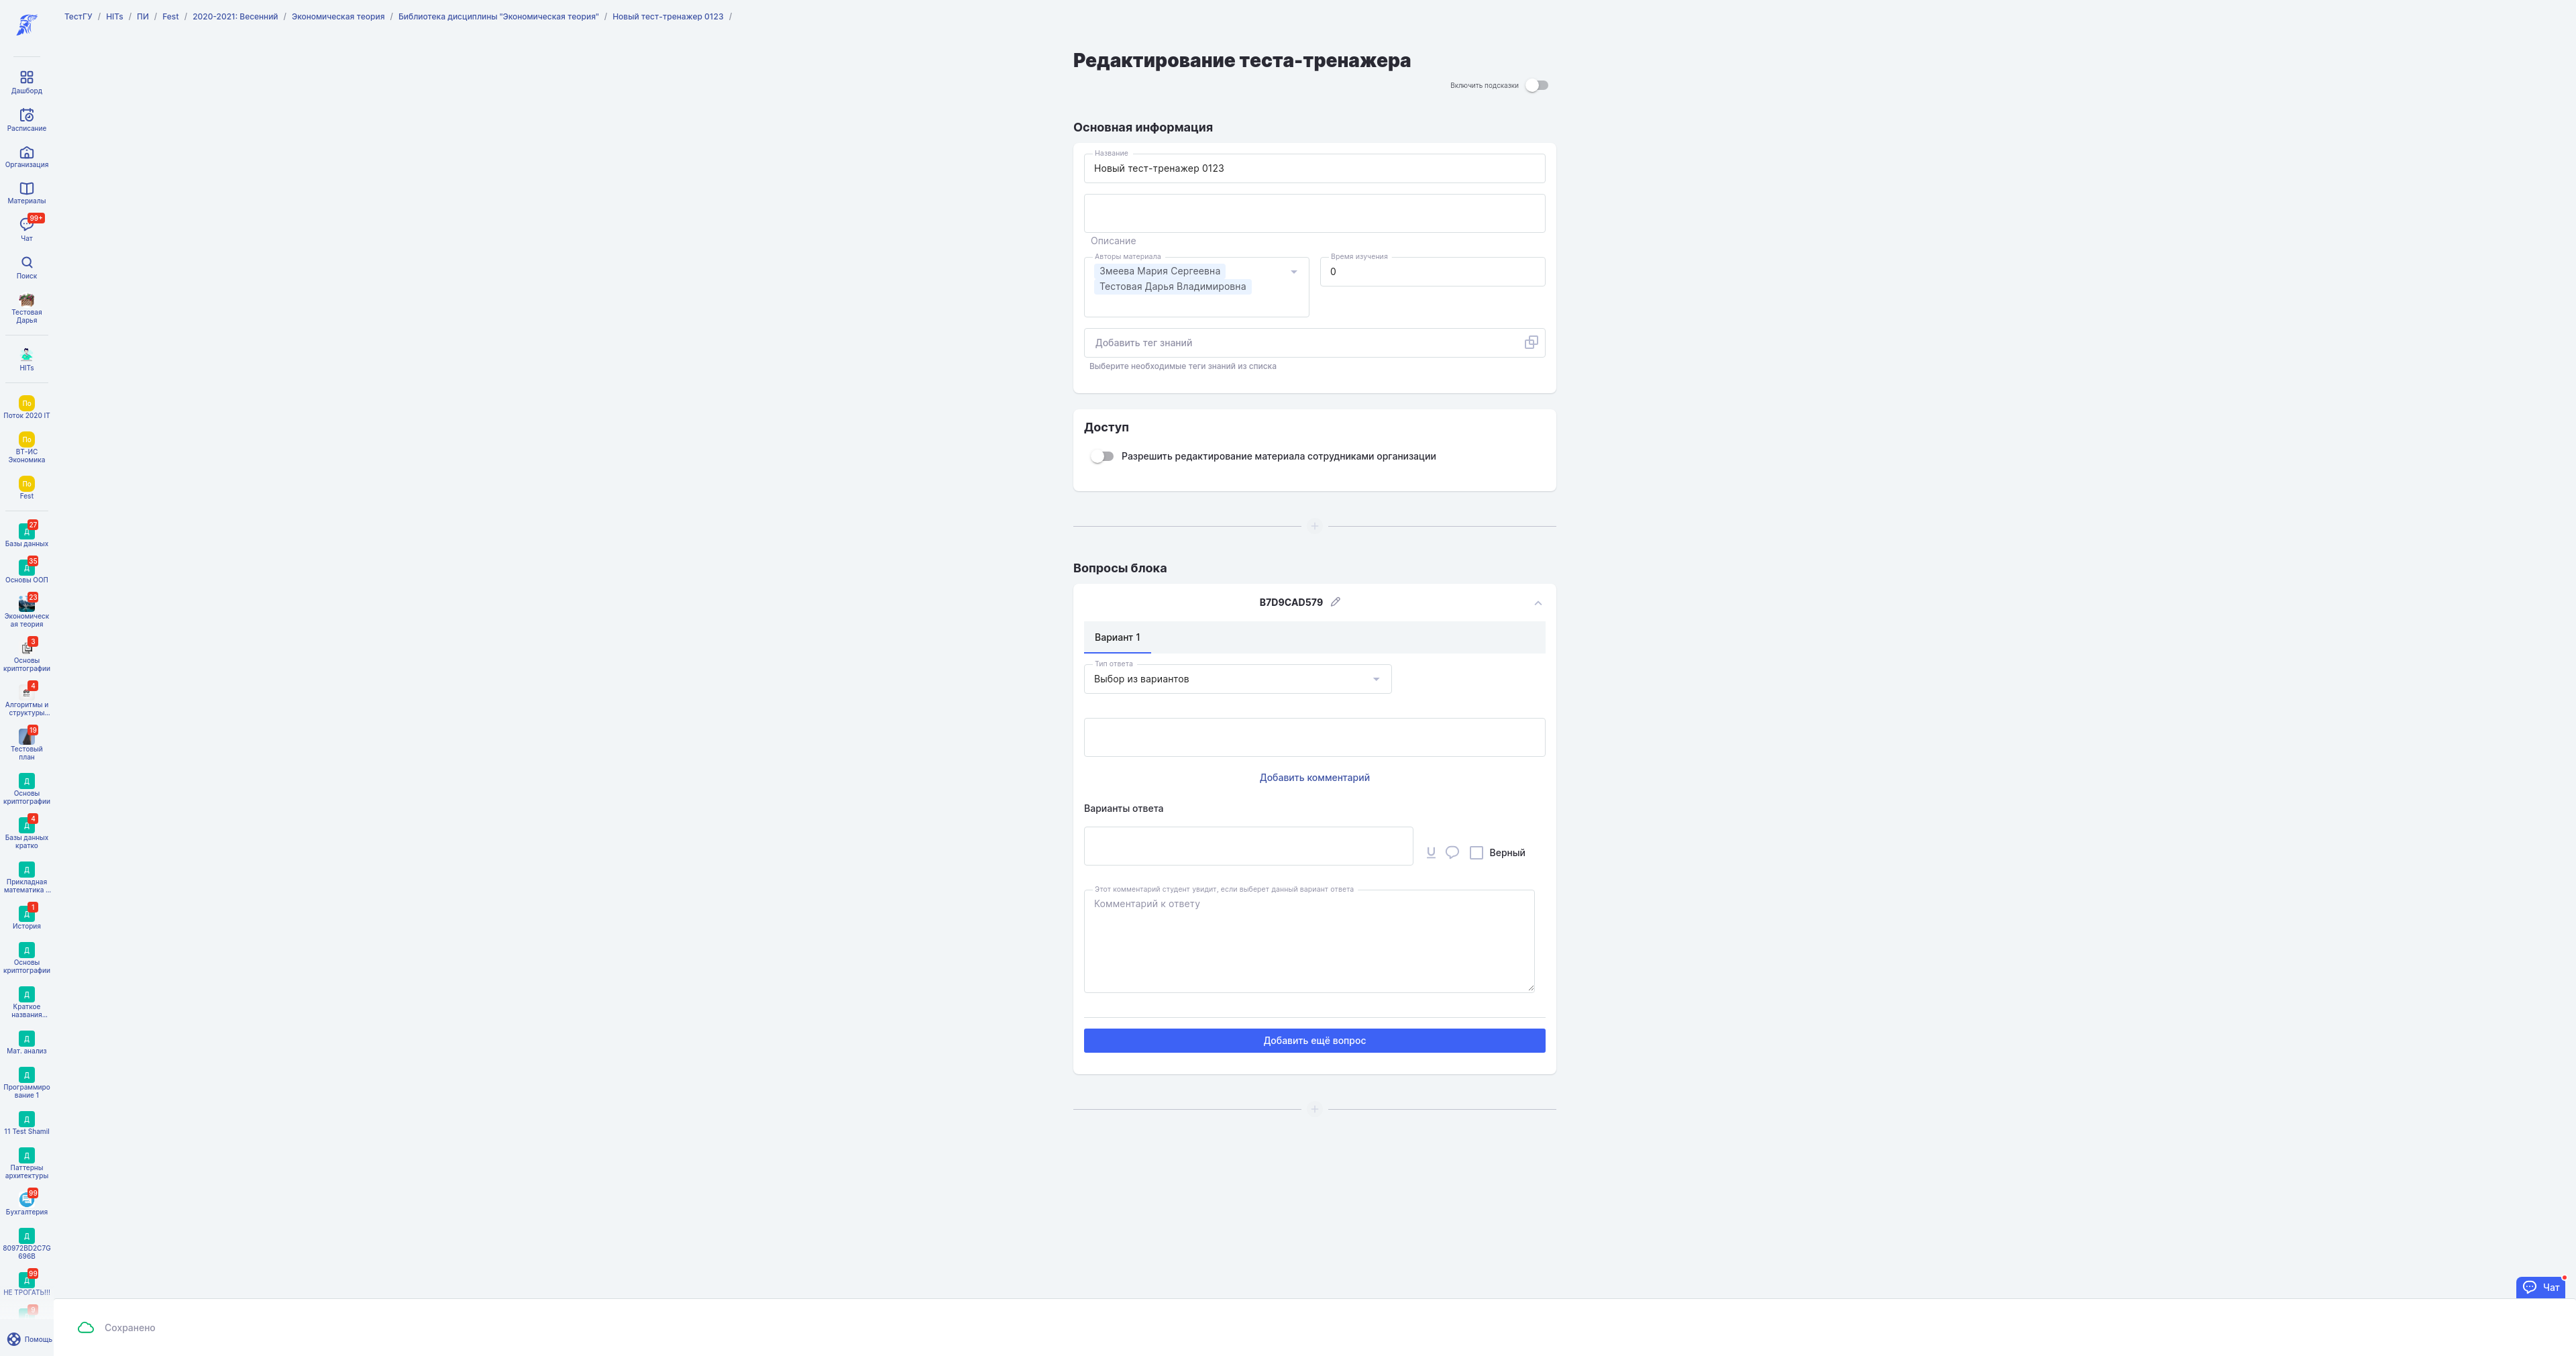 ТестГУ / HITs / ПИ / Fest / 2020-2021: Весенний / Экономическая теория / Библиотека дисциплины "Экономическая теория" / Новый тест-тренажер 0123 /
Дашборд
Расписание
Организация
Материалы
99+
Чат
Поиск
Тестовая
Дарья
HITs
По
Поток 2020 IT
По
ВТ-ИС
Экономика
По
Fest
27
Д
Базы данных
35
Д
Основы ООП
23
Экономическ
ая теория
3
Основы
криптографии
4
Алгоритмы и
структуры...
19
Тестовый
план
Д
Основы
криптографии
4
Д
Базы данных
кратко
Д
Прикладная
математика ...
1
Д
История
Д
Основы
криптографии
Д
Краткое
названия...
Д
Мат. анализ
Д
Программиро
вание 1
Д
11 Test Shamil
Д
Паттерны
архитектуры
99
Бухгалтерия
Д
80972BD2C7G
696B
99
Д
НЕ ТРОГАТЬ!!!
Помощь
Редактирование теста-тренажера
Включить подсказки
Основная информация
Название
Новый тест-тренажер 0123
Описание
Авторы материала
Змеева Мария Сергеевна
Тестовая Дарья Владимировна
Время изучения
0
Добавить тег знаний
Выберите необходимые теги знаний из списка
Доступ
Разрешить редактирование материала сотрудниками организации
Вопросы блока
B7D9CAD579
Вариант 1
Тип ответа
Выбор из вариантов
Добавить комментарий
Варианты ответа
Верный
Этот комментарий студент увидит, если выберет данный вариант ответа
Комментарий к ответу
Добавить ещё вопрос
Чат
Сохранено